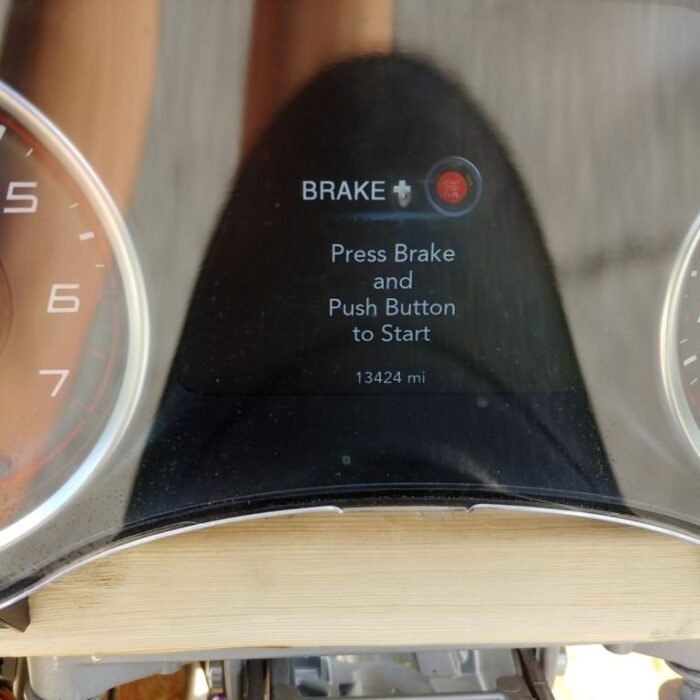 BRAKE +
Press Brake
and
Push Button
to Start
13424 mi
5
6
7